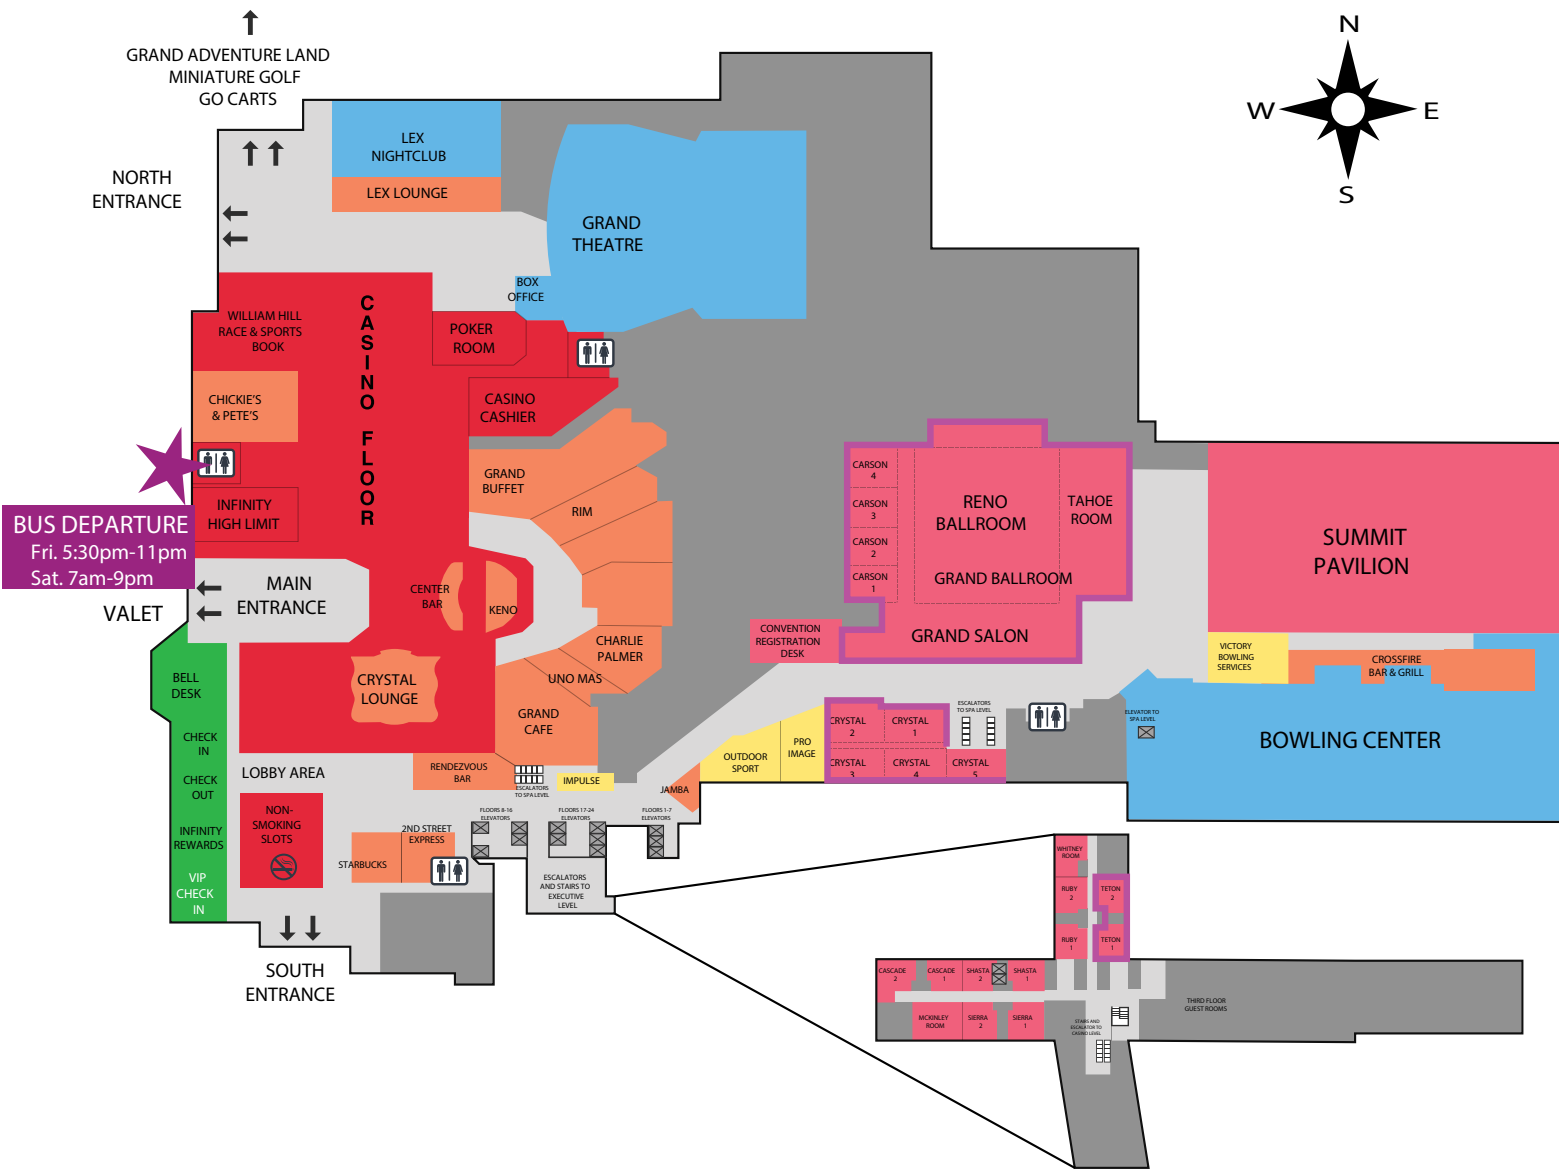 GRAND ADVENTURE LAND
MINIATURE GOLF
GO CARTS
N
W
E
S
NORTH
ENTRANCE
LEX
NIGHTCLUB
LEX LOUNGE
GRAND
THEATRE
BOX
OFFICE
WILLIAM HILL
RACE & SPORTS
BOOK
CASINO FLOOR
POKER
ROOM
CASINO
CASHIER
CHICKIE'S
& PETE'S
INFINITY
HIGH LIMIT
BUS DEPARTURE
Fri. 5:30pm-11pm
Sat. 7am-9pm
VALET
MAIN
ENTRANCE
GRAND
BUFFET
RIM
CENTER
BAR
KENO
CHARLIE
PALMER
UNO MAS
GRAND
CAFE
CRYSTAL
LOUNGE
BELL
DESK
CHECK
IN
CHECK
OUT
INFINITY
REWARDS
VIP
CHECK
IN
LOBBY AREA
NON-
SMOKING
SLOTS
RENDEZVOUS
BAR
ESCALATORS
TO SPA LEVEL
IMPULSE
JAMBA
2ND STREET
EXPRESS
STARBUCKS
FLOORS 8-16
ELEVATORS
FLOORS 17-24
ELEVATORS
FLOORS 1-7
ELEVATORS
ESCALATORS
AND STAIRS TO
EXECUTIVE
LEVEL
SOUTH
ENTRANCE
CARSON
4
CARSON
3
CARSON
2
CARSON
1
RENO
BALLROOM
TAHOE
ROOM
GRAND BALLROOM
GRAND SALON
CONVENTION
REGISTRATION
DESK
OUTDOOR
SPORT
PRO
IMAGE
CRYSTAL
2
CRYSTAL
1
CRYSTAL
3
CRYSTAL
4
CRYSTAL
5
ESCALATORS
TO SPA LEVEL
ELEVATOR TO
SPA LEVEL
SUMMIT
PAVILION
VICTORY
BOWLING
SERVICES
CROSSFIRE
BAR & GRILL
BOWLING CENTER
WHITNEY
ROOM
RUBY
2
TETON
2
RUBY
1
TETON
1
CASCADE
2
CASCADE
1
SHASTA
2
SHASTA
1
MCKINLEY
ROOM
SIERRA
2
SIERRA
1
STAIRS AND
ESCALATOR TO
CASINO LEVEL
THIRD FLOOR
GUEST ROOMS